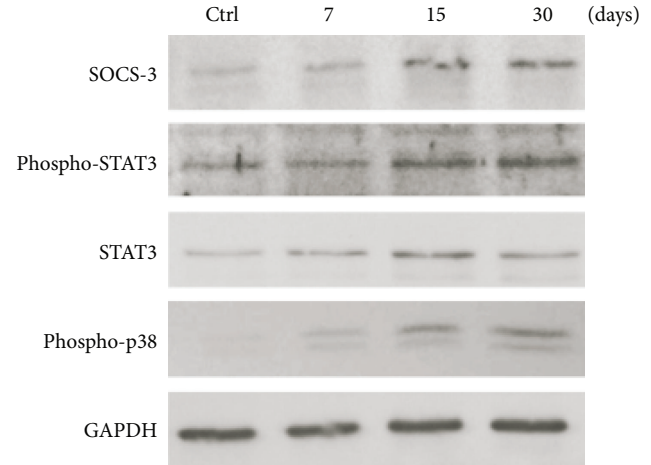 Ctrl 7 15 30 (days)
SOCS-3
Phospho-STAT3
STAT3
Phospho-p38
GAPDH